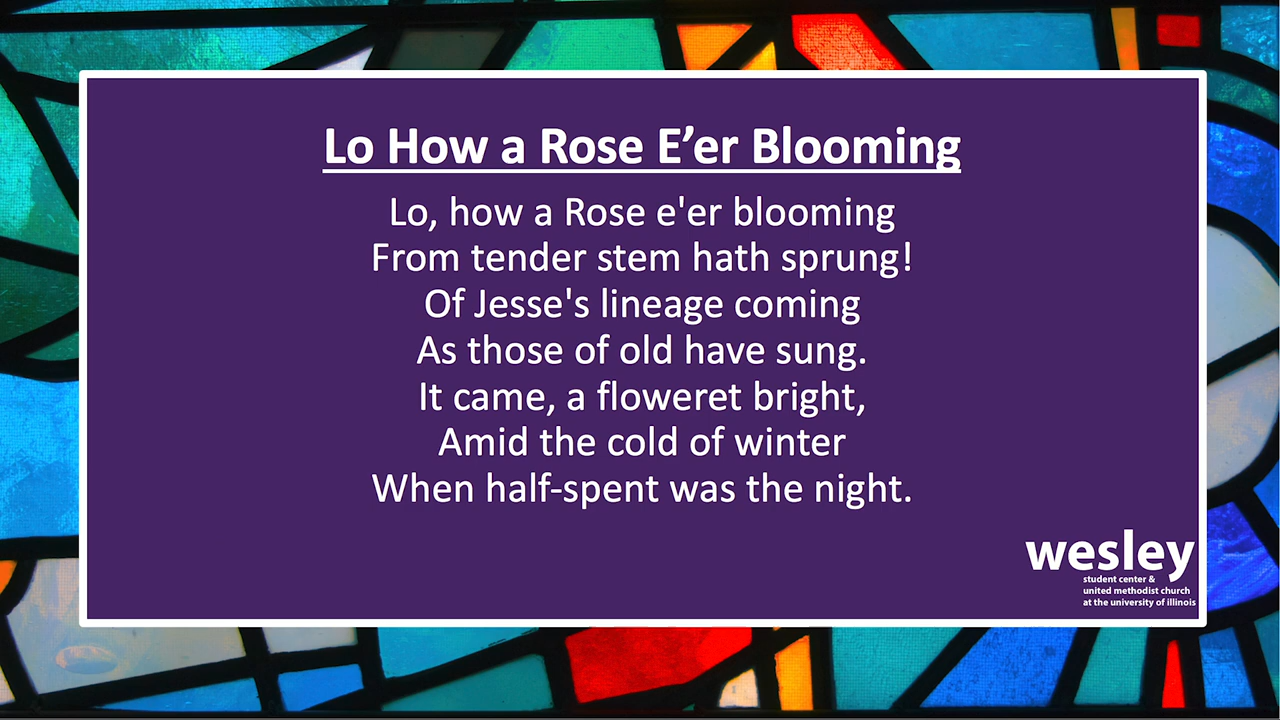 Lo How a Rose E’er Blooming
Lo, how a Rose e'er blooming
From tender stem hath sprung!
Of Jesse's lineage coming
As those of old have sung.
It came, a floweret bright,
Amid the cold of winter
When half-spent was the night.
wesley
student center &
united methodist church
at the university of illinois